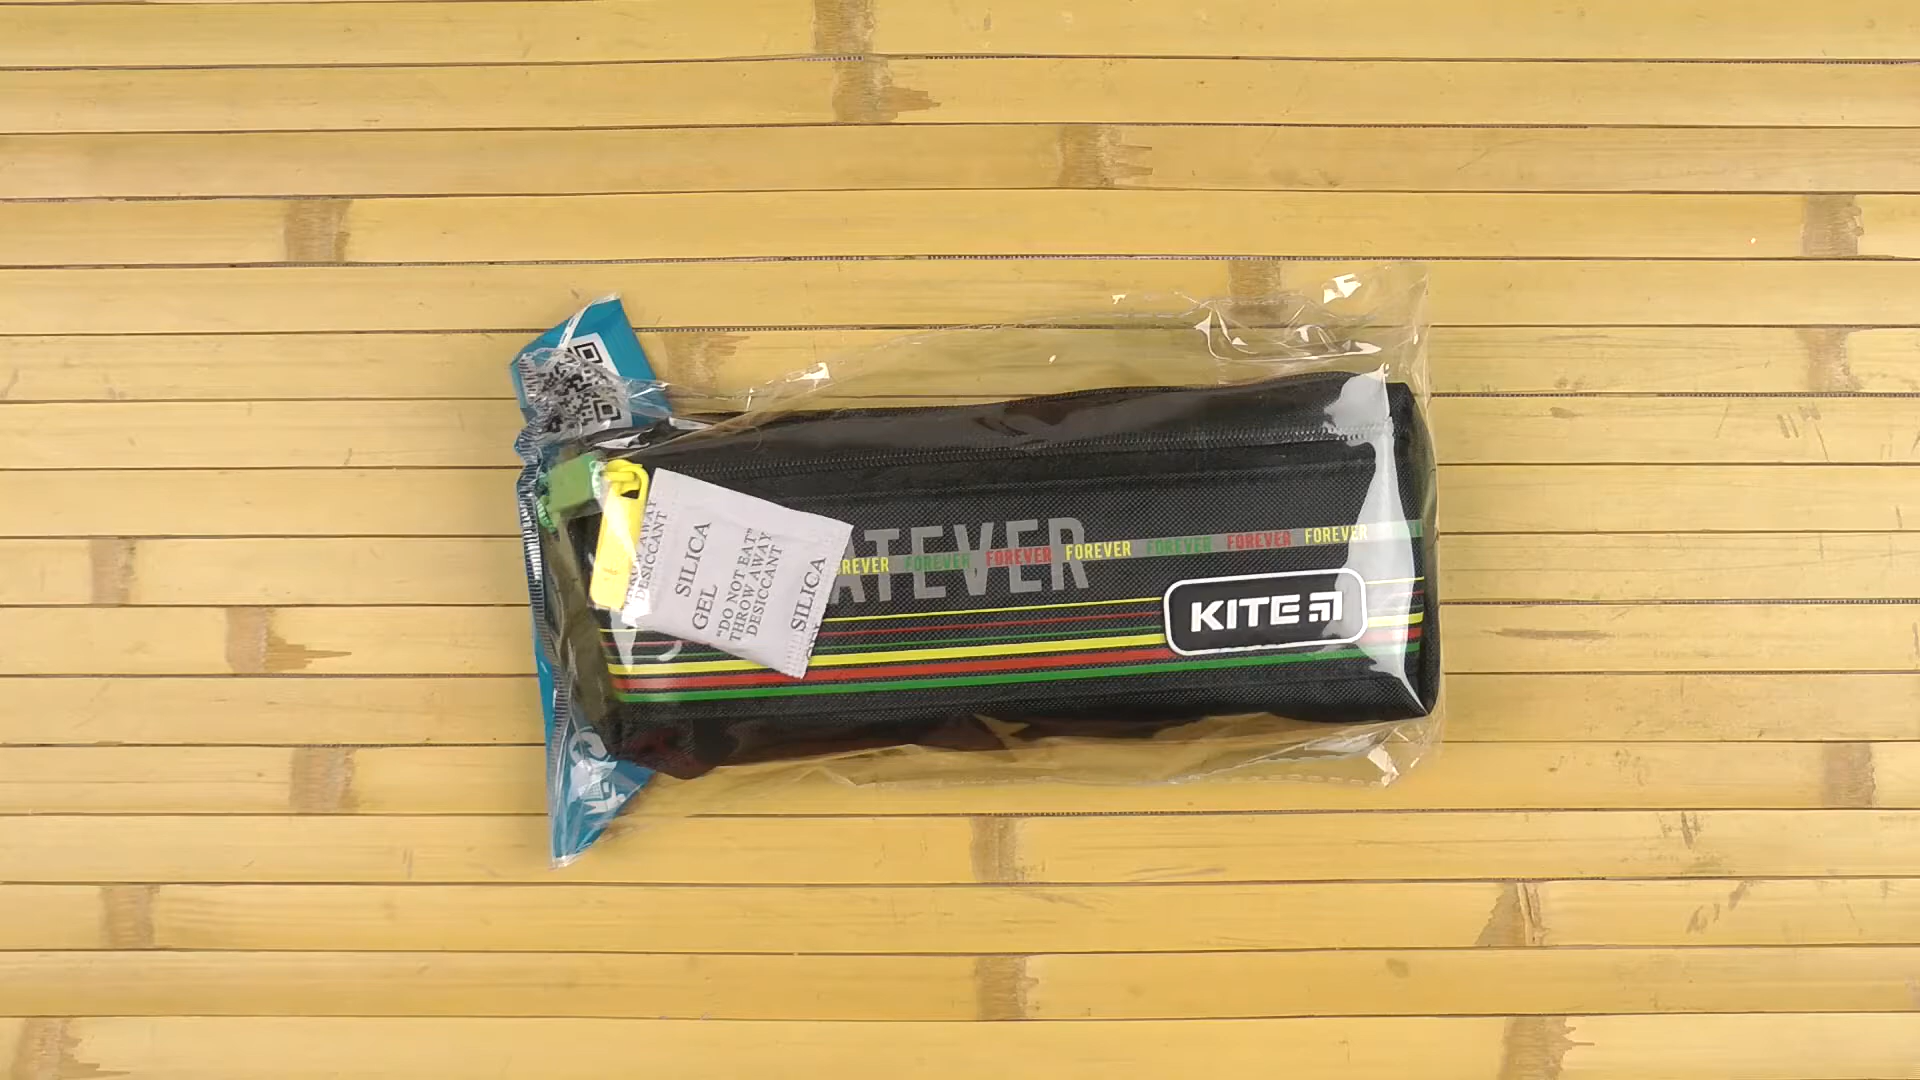 ATEVER
REVER FOREVER FOREVER FOREVER FOREVER FOREVER FOREVER
KITE
SILICA
GEL
"DO NOT EAT"
THROW AWAY
DESICCANT
SILICA
THROW AWAY
DESICCANT